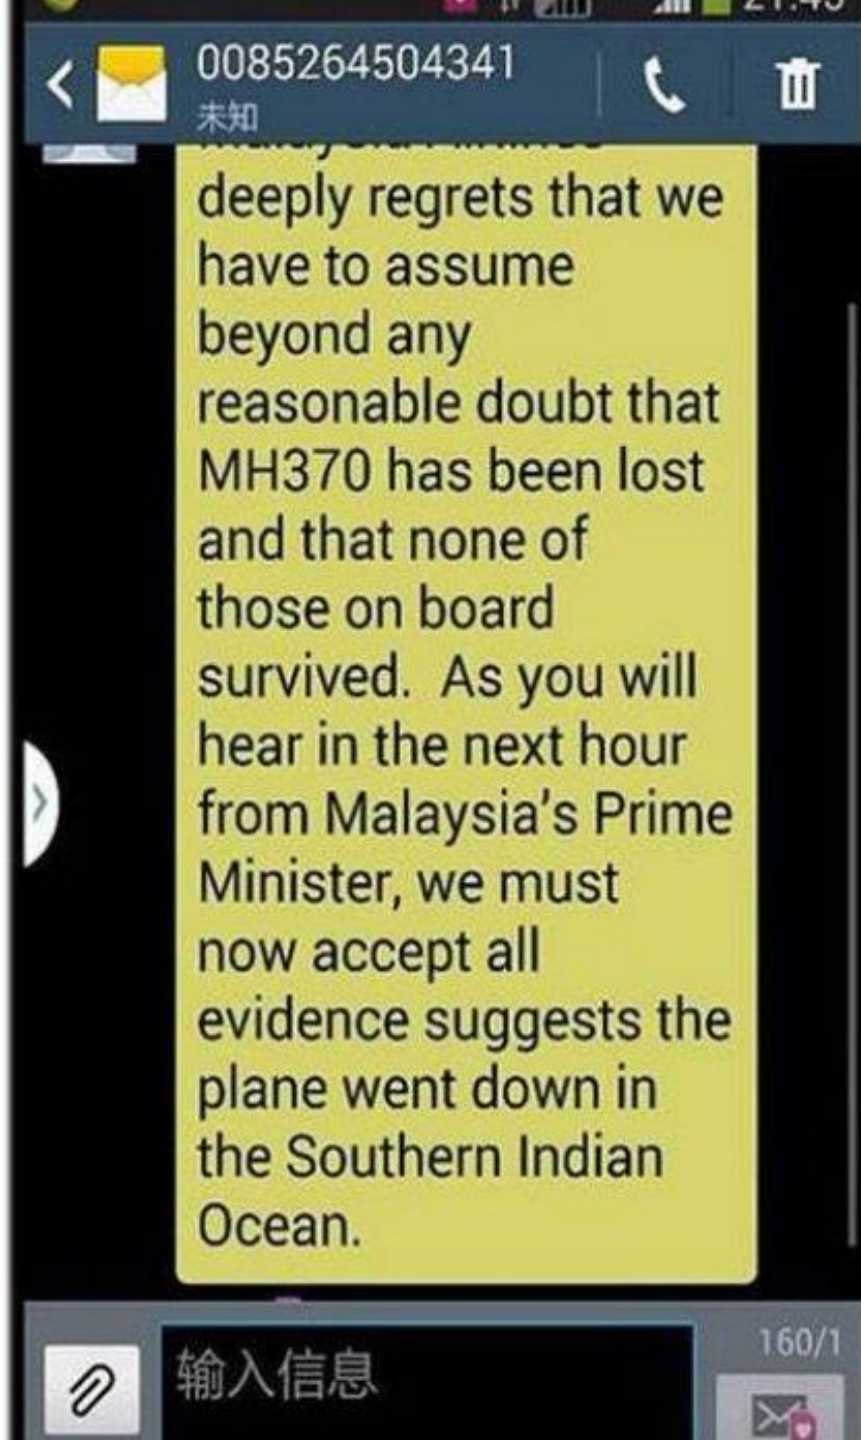 0085264504341
未知
deeply regrets that we
have to assume
beyond any
reasonable doubt that
MH370 has been lost
and that none of
those on board
survived.  As you will
hear in the next hour
from Malaysia's Prime
Minister, we must
now accept all
evidence suggests the
plane went down in
the Southern Indian
Ocean.
输入信息
160/1